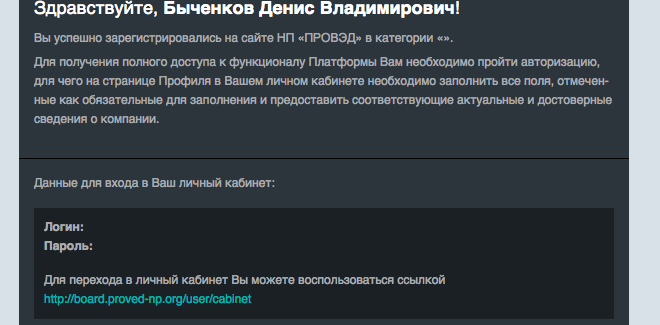 Здравствуйте, Быченков Денис Владимирович!
Вы успешно зарегистрировались на сайте НП «ПРОВЭД» в категории «».
Для получения полного доступа к функционалу Платформы Вам необходимо пройти авторизацию,
для чего на странице Профиля в Вашем личном кабинете необходимо заполнить все поля, отмечен-
ные как обязательные для заполнения и предоставить соответствующие актуальные и достоверные
сведения о компании.
Данные для входа в Ваш личный кабинет:
Логин:
Пароль:
Для перехода в личный кабинет Вы можете воспользоваться ссылкой
http://board.proved-np.org/user/cabinet